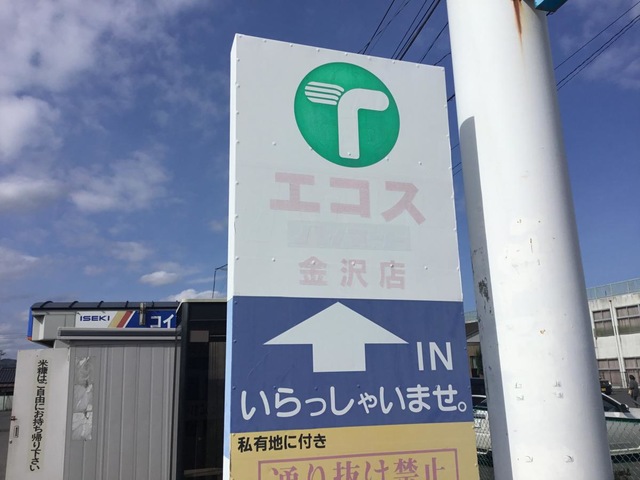 エコス
金沢店
IN
いらっしゃいませ。
私有地に付き
通り抜け禁止
ISEKI コイ
米糠はご自由にお持ち帰り下さい